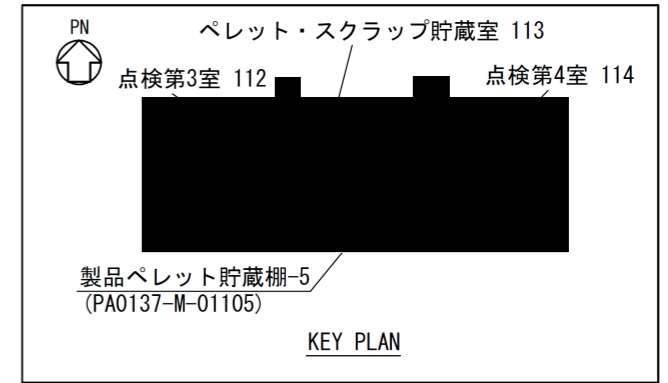 PN
ペレット・スクラップ貯蔵室 113
点検第3室 112
点検第4室 114
製品ペレット貯蔵棚-5
(PA0137-M-01105)
KEY PLAN